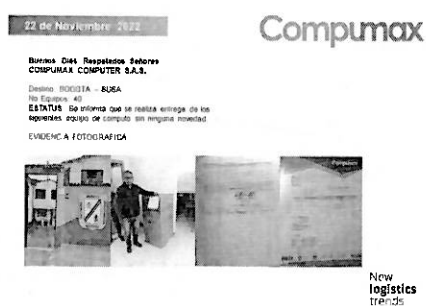 22 de Noviembre 2022
Compumax
Buenos Días Respetados Señores
COMPUMAX COMPUTER S.A.S.
Destino BOGOTA - SUBA
No Equipos 40
ESTATUS Se informa que se realiza entrega de los
siguientes equipo de computo sin ninguna novedad
EVIDENCIA FOTOGRAFICA
New
logistics
trends